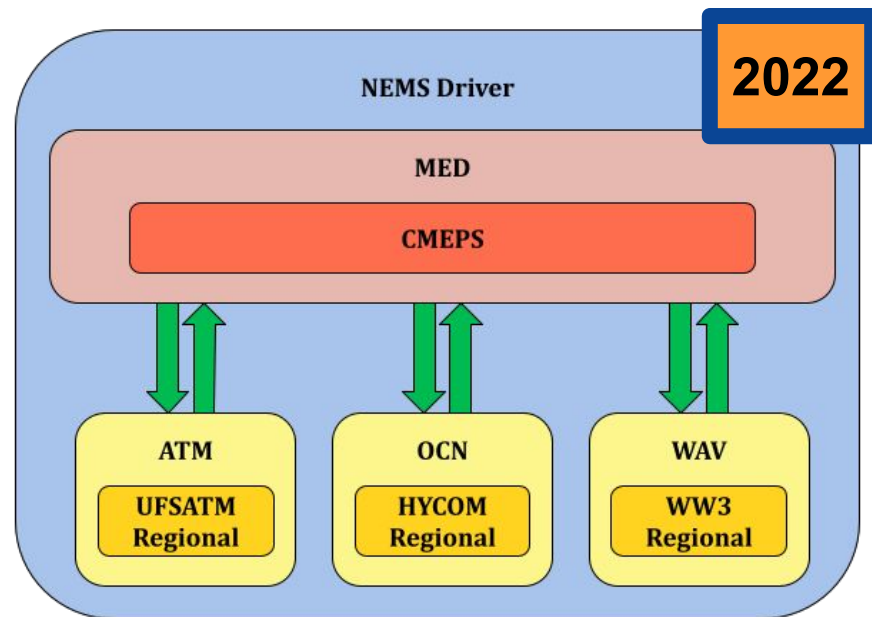 2022
NEMS Driver
MED
CMEPS
ATM
UFSATM
Regional
OCN
HYCOM
Regional
WAV
WW3
Regional